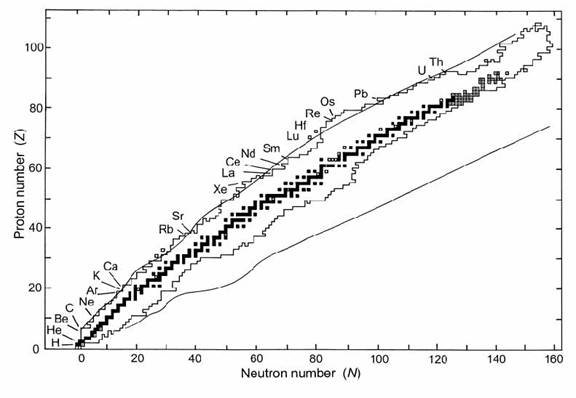 100
80
60
40
20
0
Proton number (Z)
U Th
Pb
Os
Re
Hf
Lu
Sm
Nd
Ce
La
Xe
Sr
Rb
Ca
K
Ar
Ne
C
Be
He
H
0 20 40 60 80 100 120 140 160
Neutron number (N)